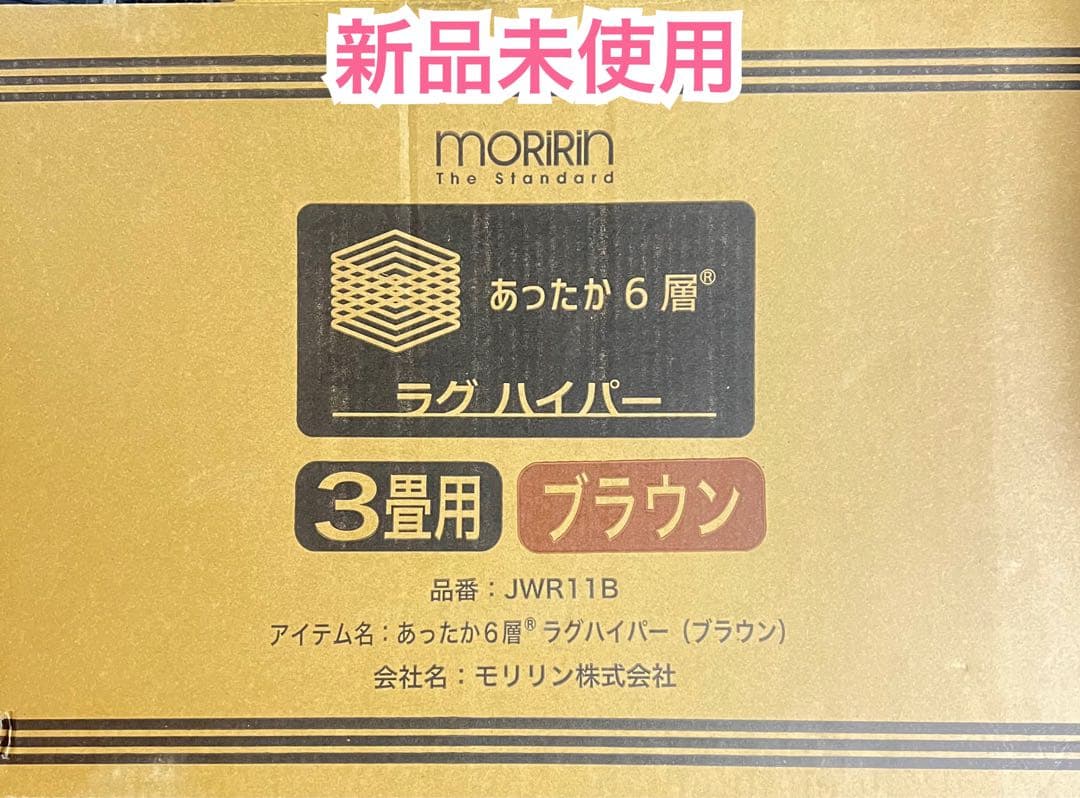 新品未使用
MORiRiN
The Standard
あったか6層®
ラグ ハイパー
3畳用
ブラウン
品番：JWR11B
アイテム名：あったか6層®ラグハイパー（ブラウン）
会社名：モリリン株式会社